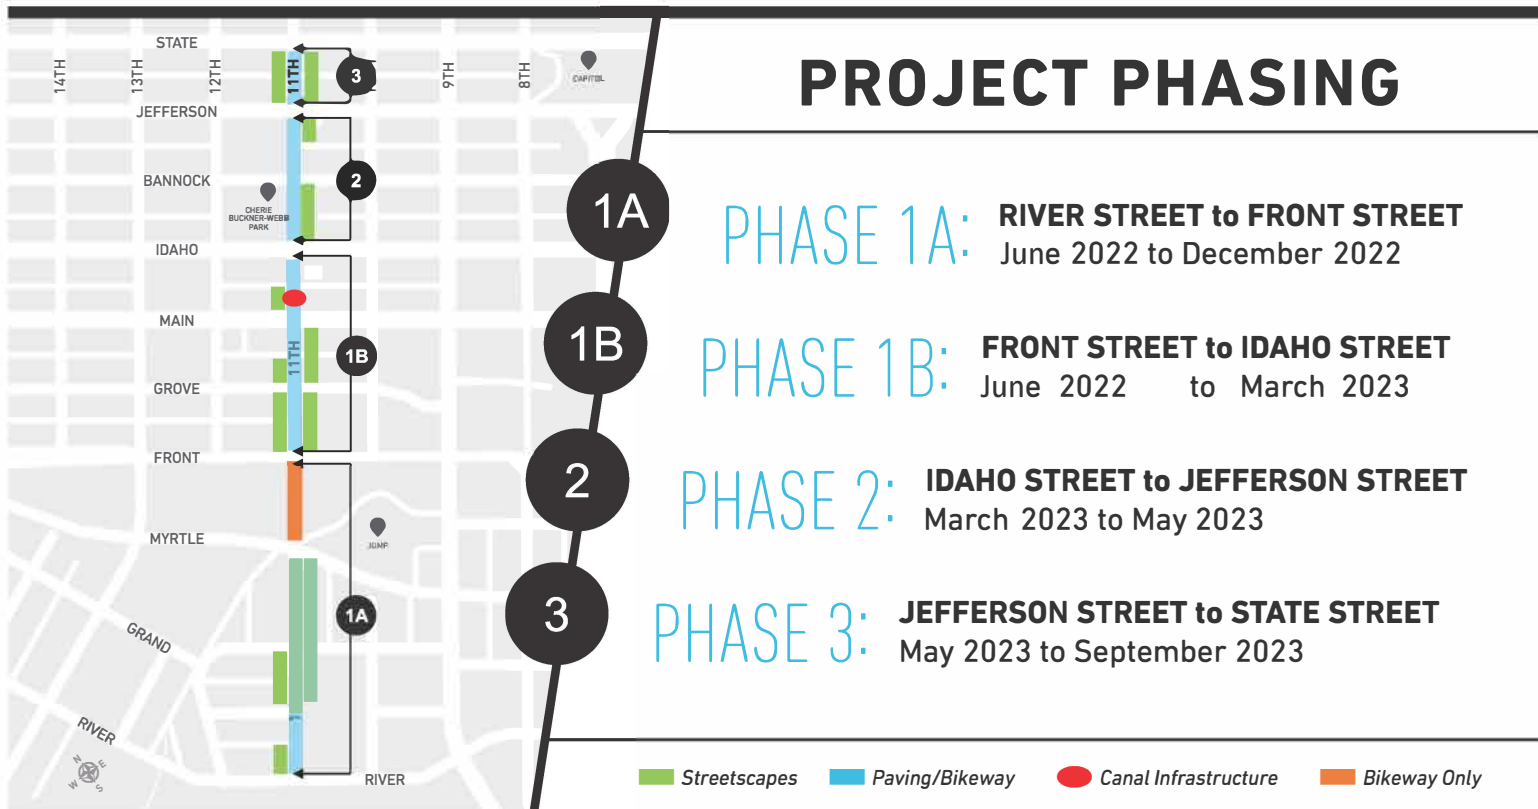 STATE
14TH
13TH
12TH
11TH
3
9TH
8TH
CAPITOL
JEFFERSON
BANNOCK
2
CHERIE
BUCKNER-WEBB
PARK
IDAHO
MAIN
11TH
1B
GROVE
FRONT
MYRTLE
JUMP
1A
GRAND
RIVER
N
E
W
S
RIVER
PROJECT PHASING
1A
PHASE 1A:
RIVER STREET to FRONT STREET
June 2022 to December 2022
1B
PHASE 1B:
FRONT STREET to IDAHO STREET
June 2022 to March 2023
2
PHASE 2:
IDAHO STREET to JEFFERSON STREET
March 2023 to May 2023
3
PHASE 3:
JEFFERSON STREET to STATE STREET
May 2023 to September 2023
Streetscapes
Paving/Bikeway
Canal Infrastructure
Bikeway Only